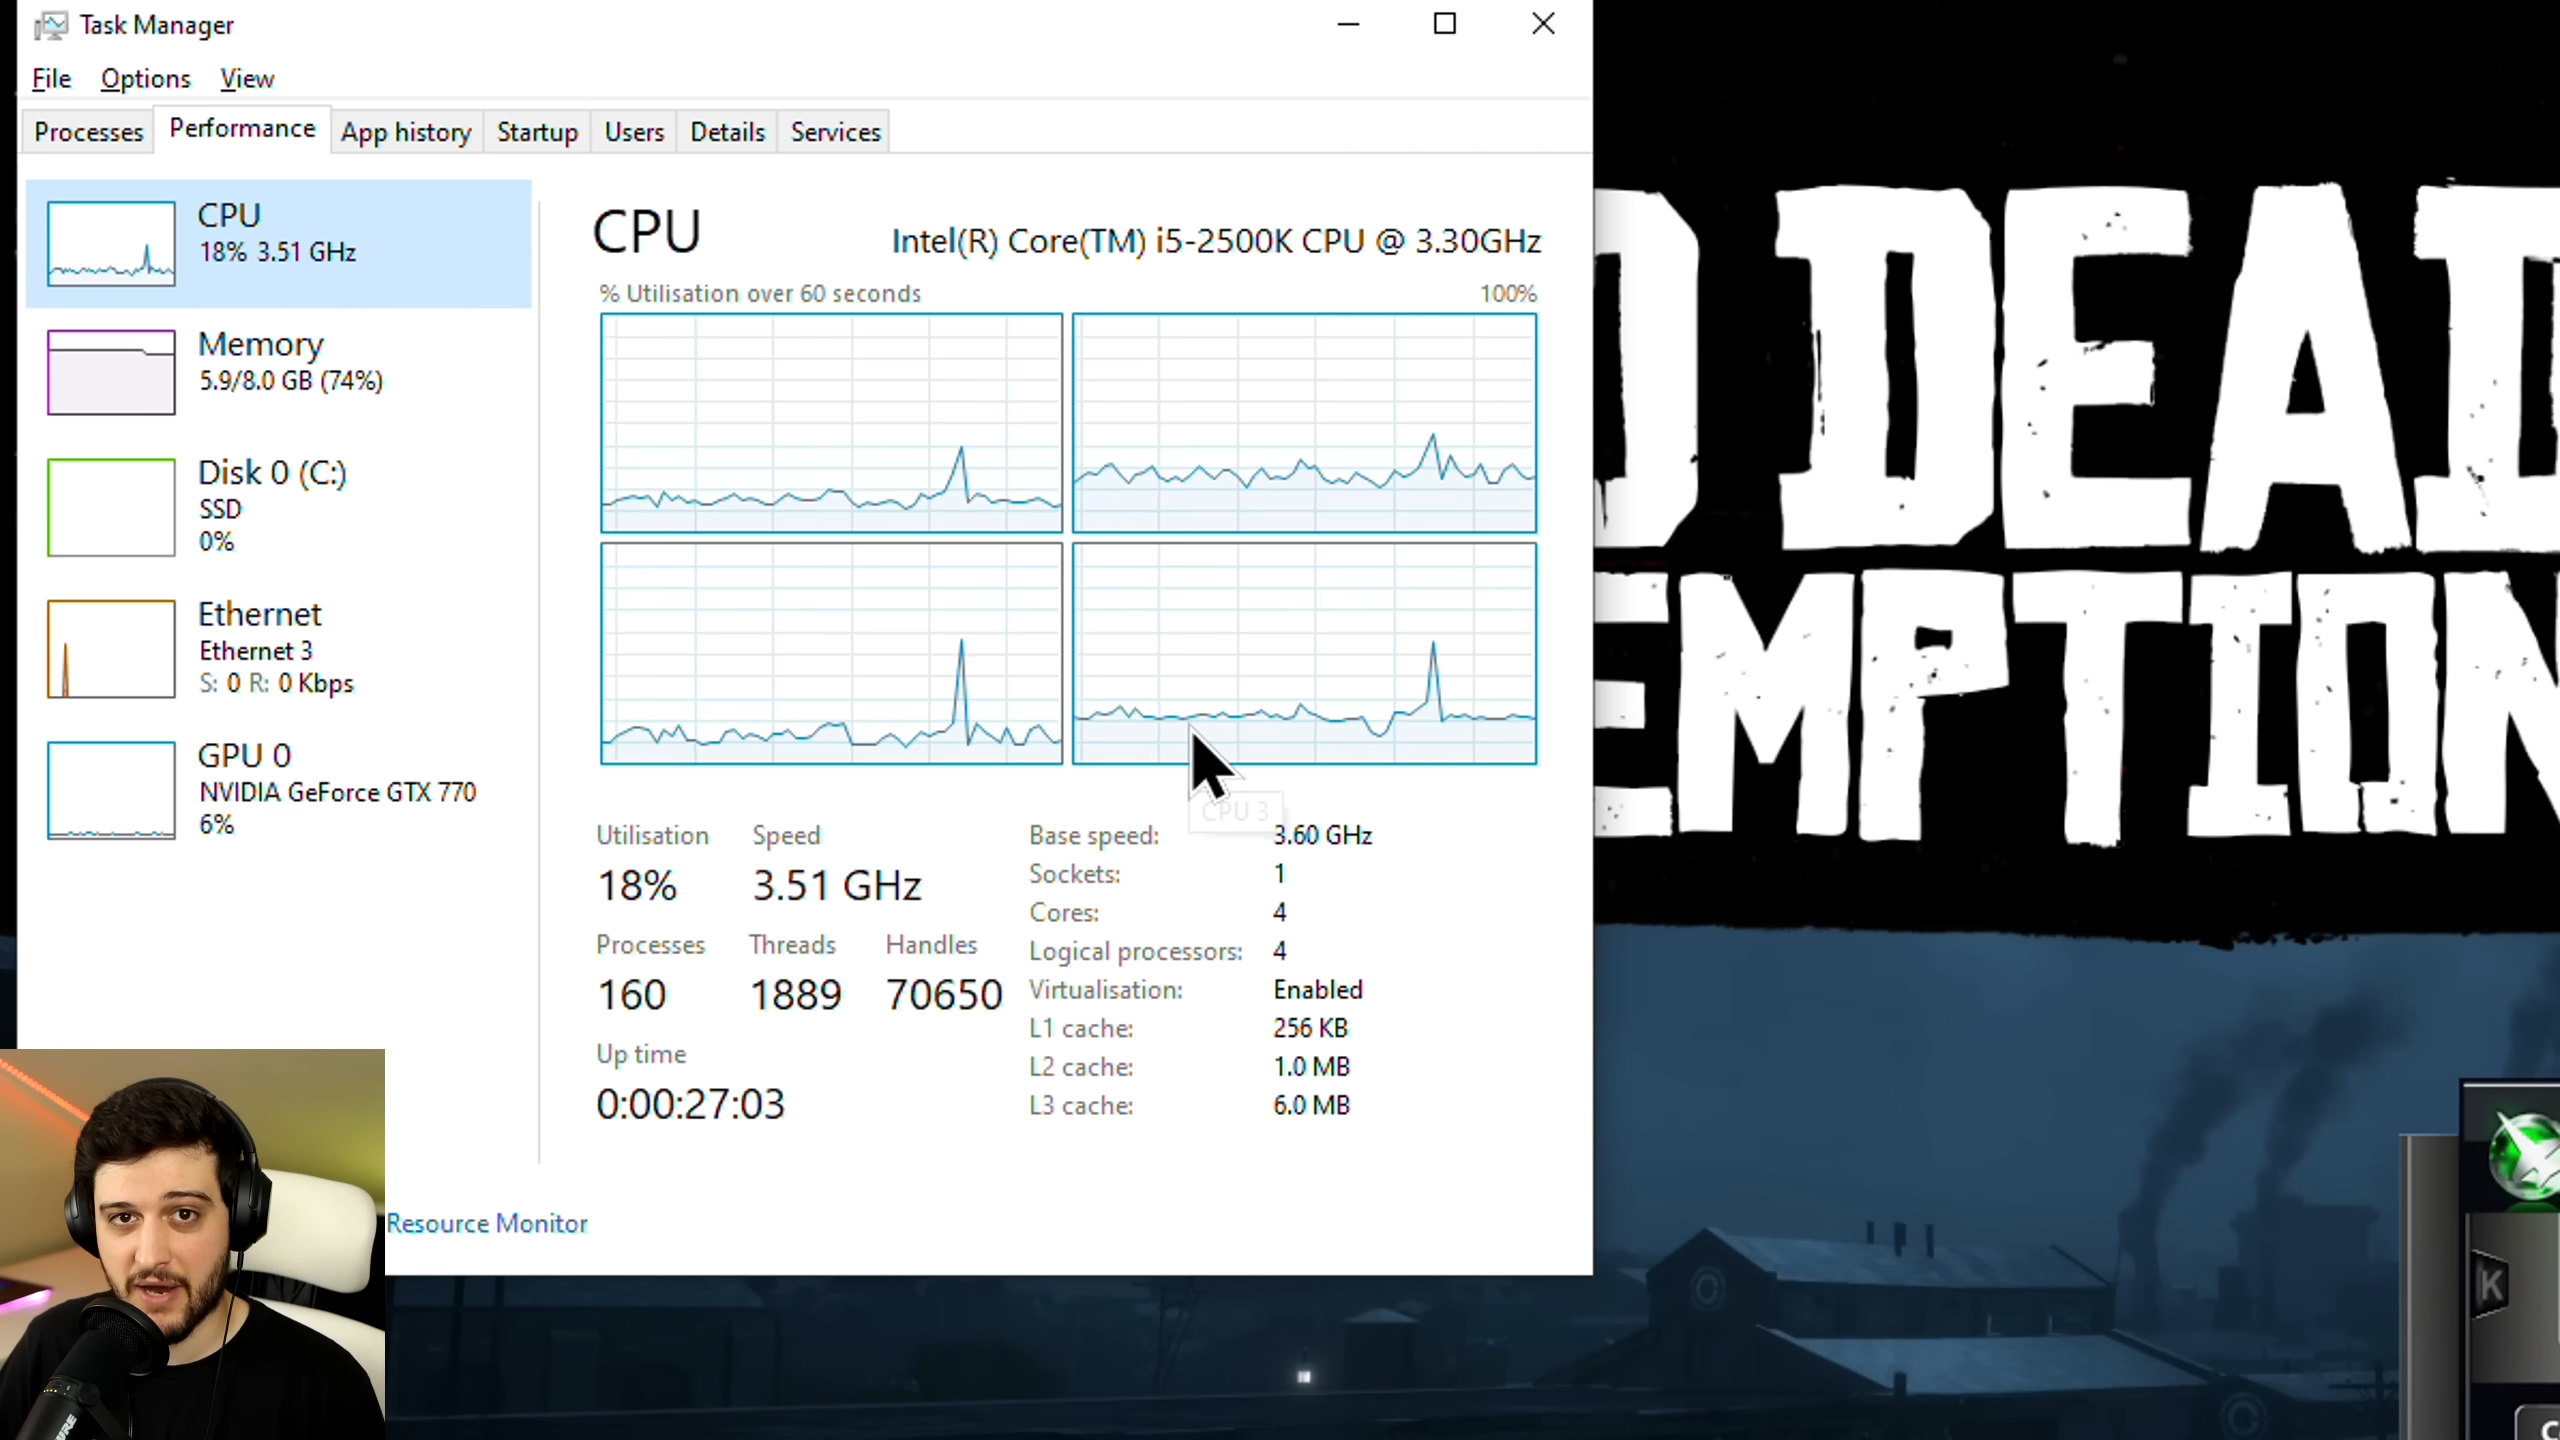 Task Manager
File Options View
Processes Performance App history Startup Users Details Services
CPU
18% 3.51 GHz
Memory
5.9/8.0 GB (74%)
Disk 0 (C:)
SSD
0%
Ethernet
Ethernet 3
S: 0 R: 0 Kbps
GPU 0
NVIDIA GeForce GTX 770
6%
CPU
Intel(R) Core(TM) i5-2500K CPU @ 3.30GHz
% Utilisation over 60 seconds
100%
CPU 3
Utilisation Speed
18% 3.51 GHz
Processes Threads Handles
160 1889 70650
Up time
0:00:27:03
Base speed: 3.60 GHz
Sockets: 1
Cores: 4
Logical processors: 4
Virtualisation: Enabled
L1 cache: 256 KB
L2 cache: 1.0 MB
L3 cache: 6.0 MB
Resource Monitor
D DEAD
EMPTION
K